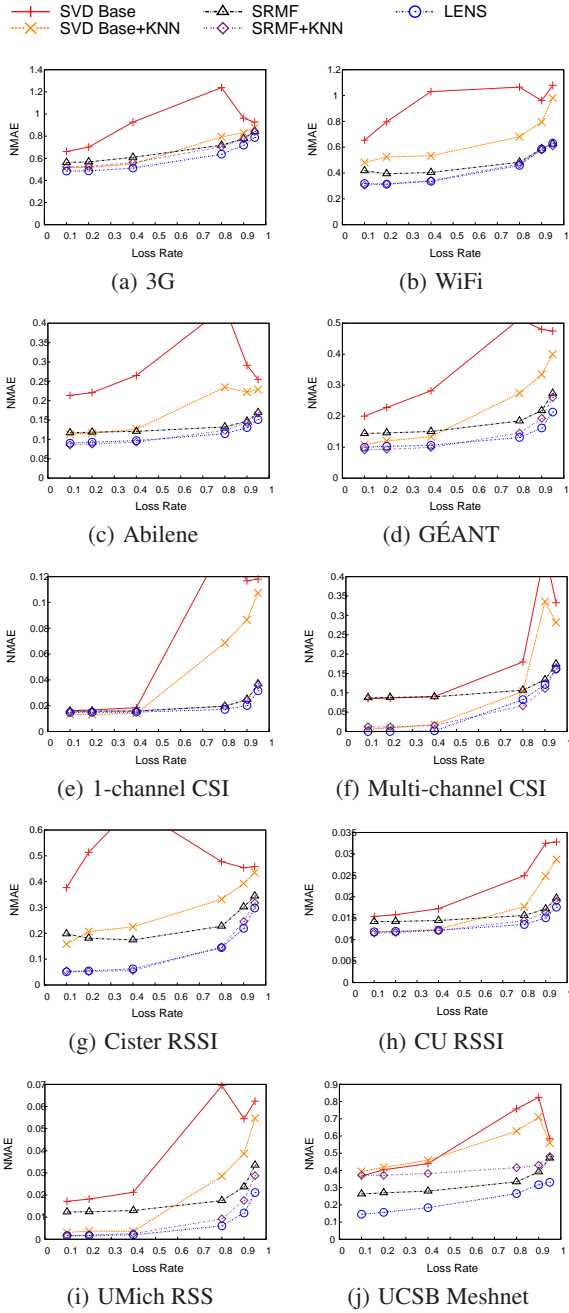 SVD Base
SVD Base+KNN
SRMF
SRMF+KNN
LENS
NMAE
1.4
1.2
1
0.8
0.6
0.4
0.2
0
0 0.1 0.2 0.3 0.4 0.5 0.6 0.7 0.8 0.9 1
Loss Rate
(a) 3G
NMAE
1.2
1
0.8
0.6
0.4
0.2
0
0 0.1 0.2 0.3 0.4 0.5 0.6 0.7 0.8 0.9 1
Loss Rate
(b) WiFi
NMAE
0.4
0.35
0.3
0.25
0.2
0.15
0.1
0.05
0
0 0.1 0.2 0.3 0.4 0.5 0.6 0.7 0.8 0.9 1
Loss Rate
(c) Abilene
NMAE
0.5
0.4
0.3
0.2
0.1
0
0 0.1 0.2 0.3 0.4 0.5 0.6 0.7 0.8 0.9 1
Loss Rate
(d) GÉANT
NMAE
0.12
0.1
0.08
0.06
0.04
0.02
0
0 0.1 0.2 0.3 0.4 0.5 0.6 0.7 0.8 0.9 1
Loss Rate
(e) 1-channel CSI
NMAE
0.4
0.35
0.3
0.25
0.2
0.15
0.1
0.05
0
0 0.1 0.2 0.3 0.4 0.5 0.6 0.7 0.8 0.9 1
Loss Rate
(f) Multi-channel CSI
NMAE
0.6
0.5
0.4
0.3
0.2
0.1
0
0 0.1 0.2 0.3 0.4 0.5 0.6 0.7 0.8 0.9 1
Loss Rate
(g) Cister RSSI
NMAE
0.035
0.03
0.025
0.02
0.015
0.01
0.005
0
0 0.1 0.2 0.3 0.4 0.5 0.6 0.7 0.8 0.9 1
Loss Rate
(h) CU RSSI
NMAE
0.07
0.06
0.05
0.04
0.03
0.02
0.01
0
0 0.1 0.2 0.3 0.4 0.5 0.6 0.7 0.8 0.9 1
Loss Rate
(i) UMich RSS
NMAE
0.9
0.8
0.7
0.6
0.5
0.4
0.3
0.2
0.1
0
0 0.1 0.2 0.3 0.4 0.5 0.6 0.7 0.8 0.9 1
Loss Rate
(j) UCSB Meshnet